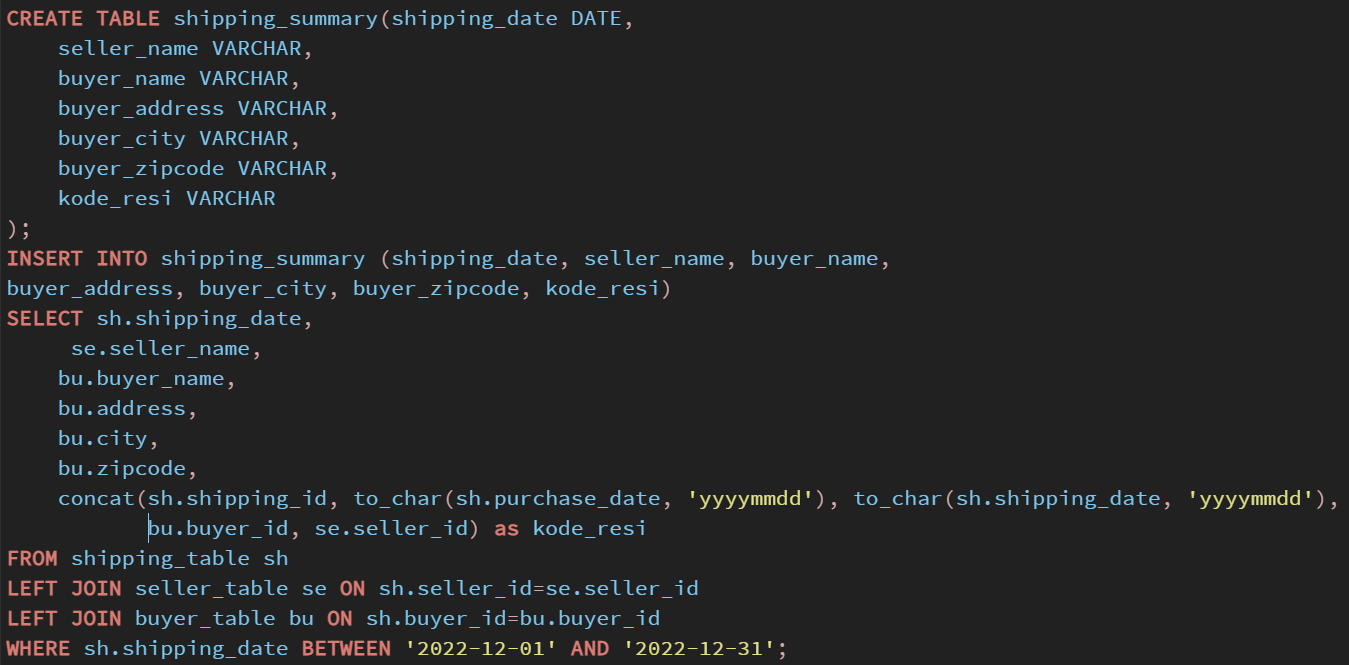 CREATE TABLE shipping_summary(shipping_date DATE,
    seller_name VARCHAR,
    buyer_name VARCHAR,
    buyer_address VARCHAR,
    buyer_city VARCHAR,
    buyer_zipcode VARCHAR,
    kode_resi VARCHAR
);
INSERT INTO shipping_summary (shipping_date, seller_name, buyer_name,
buyer_address, buyer_city, buyer_zipcode, kode_resi)
SELECT sh.shipping_date,
     se.seller_name,
    bu.buyer_name,
    bu.address,
    bu.city,
    bu.zipcode,
    concat(sh.shipping_id, to_char(sh.purchase_date, 'yyyymmdd'), to_char(sh.shipping_date, 'yyyymmdd'),
           bu.buyer_id, se.seller_id) as kode_resi
FROM shipping_table sh
LEFT JOIN seller_table se ON sh.seller_id=se.seller_id
LEFT JOIN buyer_table bu ON sh.buyer_id=bu.buyer_id
WHERE sh.shipping_date BETWEEN '2022-12-01' AND '2022-12-31';